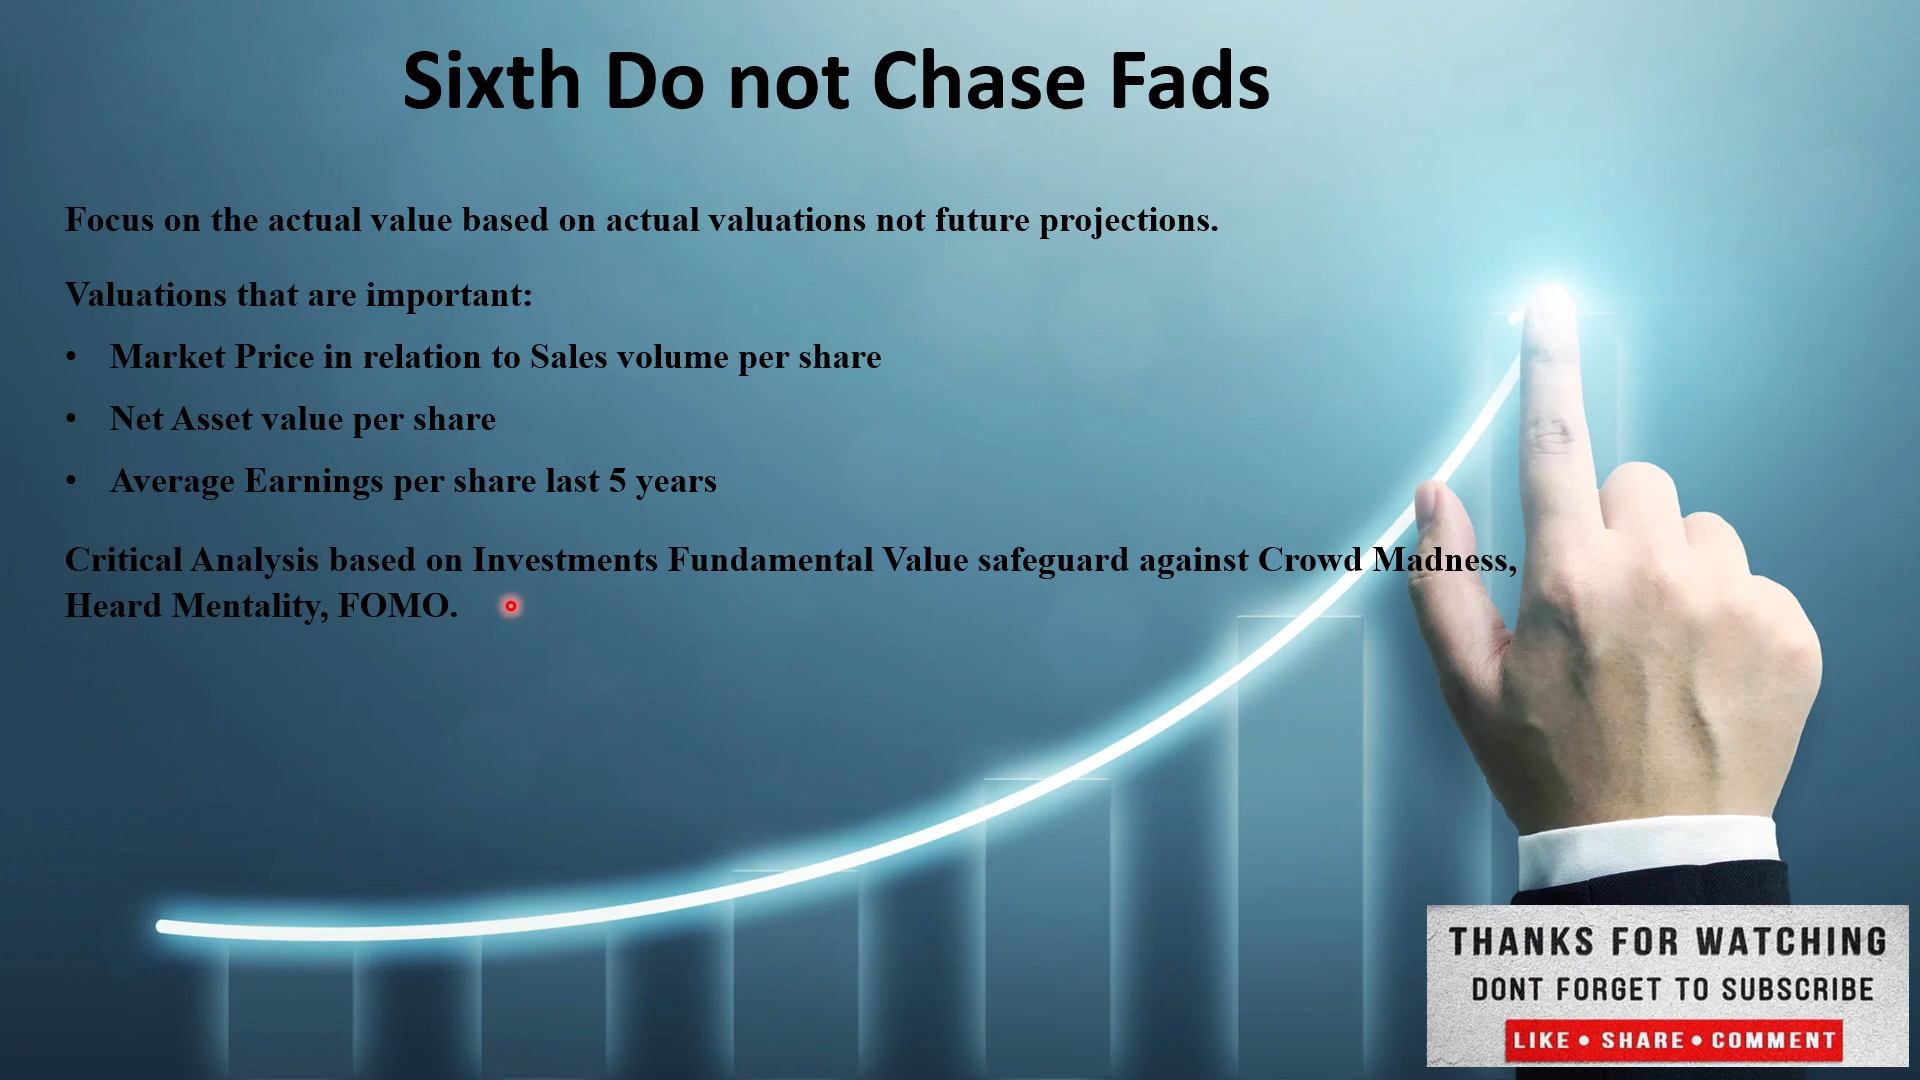 Sixth Do not Chase Fads
Focus on the actual value based on actual valuations not future projections.
Valuations that are important:
• Market Price in relation to Sales volume per share
• Net Asset value per share
• Average Earnings per share last 5 years
Critical Analysis based on Investments Fundamental Value safeguard against Crowd Madness,
Heard Mentality, FOMO.
THANKS FOR WATCHING
DONT FORGET TO SUBSCRIBE
LIKE • SHARE • COMMENT